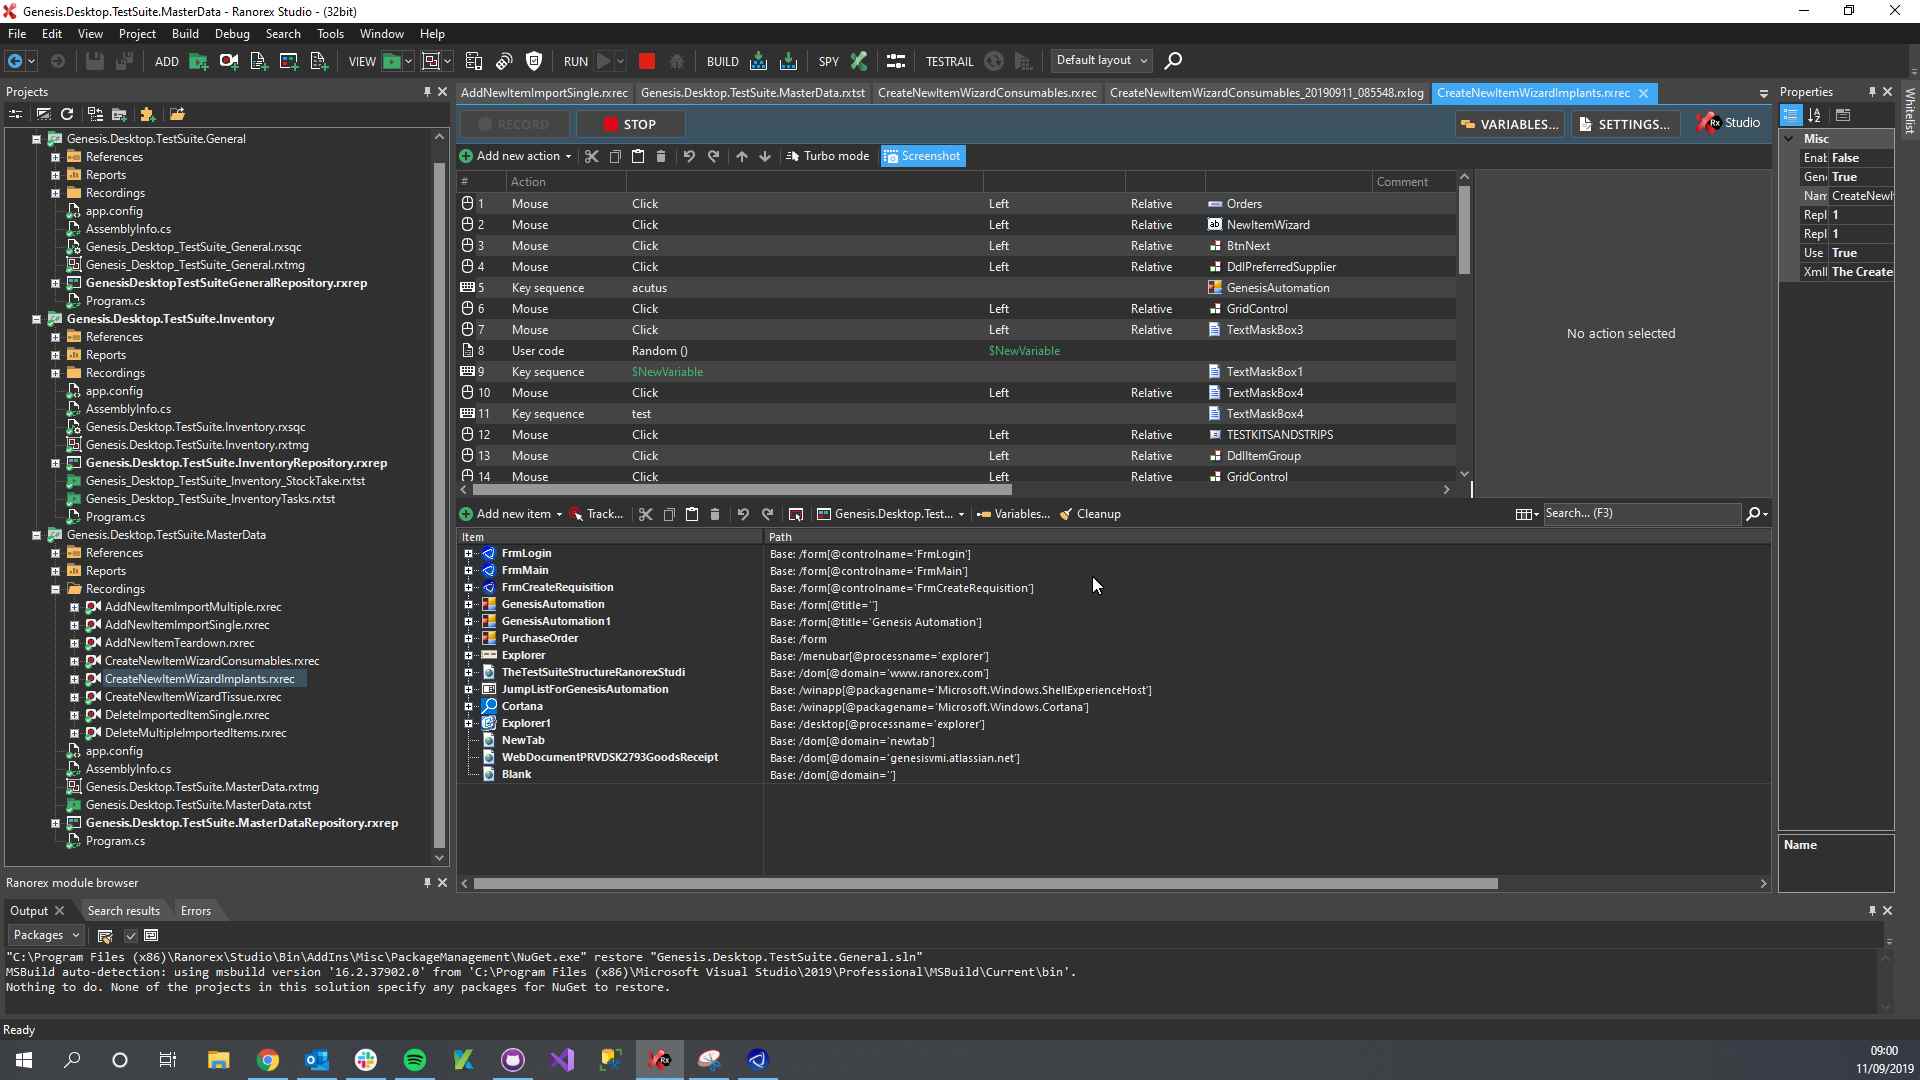 Genesis.Desktop.TestSuite.MasterData - Ranorex Studio - (32bit)
File Edit View Project Build Debug Search Tools Window Help
ADD VIEW RUN BUILD SPY TESTRAIL Default layout
Projects
Genesis.Desktop.TestSuite.General
References
Reports
Recordings
app.config
AssemblyInfo.cs
Genesis_Desktop_TestSuite_General.rxsqc
Genesis_Desktop_TestSuite_General.rxtmg
GenesisDesktopTestSuiteGeneralRepository.rxrep
Program.cs
Genesis.Desktop.TestSuite.Inventory
References
Reports
Recordings
app.config
AssemblyInfo.cs
Genesis.Desktop.TestSuite.Inventory.rxsqc
Genesis.Desktop.TestSuite.Inventory.rxtmg
Genesis.Desktop.TestSuite.InventoryRepository.rxrep
Genesis_Desktop_TestSuite_Inventory_StockTake.rxtst
Genesis_Desktop_TestSuite_InventoryTasks.rxtst
Program.cs
Genesis.Desktop.TestSuite.MasterData
References
Reports
Recordings
AddNewItemImportMultiple.rxrec
AddNewItemImportSingle.rxrec
AddNewItemTeardown.rxrec
CreateNewItemWizardConsumables.rxrec
CreateNewItemWizardImplants.rxrec
CreateNewItemWizardTissue.rxrec
DeleteImportedItemSingle.rxrec
DeleteMultipleImportedItems.rxrec
app.config
AssemblyInfo.cs
Genesis.Desktop.TestSuite.MasterData.rxtmg
Genesis.Desktop.TestSuite.MasterData.rxtst
Genesis.Desktop.TestSuite.MasterDataRepository.rxrep
Program.cs
Ranorex module browser
AddNewItemImportSingle.rxrec Genesis.Desktop.TestSuite.MasterData.rxtst CreateNewItemWizardConsumables.rxrec CreateNewItemWizardConsumables_20190911_085548.rxlog CreateNewItemWizardImplants.rxrec
RECORD STOP VARIABLES... SETTINGS... Rx Studio
Add new action Turbo mode Screenshot
# Action Comment
1 Mouse Click Left Relative Orders
2 Mouse Click Left Relative NewItemWizard
3 Mouse Click Left Relative BtnNext
4 Mouse Click Left Relative DdlPreferredSupplier
5 Key sequence acutus GenesisAutomation
6 Mouse Click Left Relative GridControl
7 Mouse Click Left Relative TextMaskBox3
8 User code Random () $NewVariable
9 Key sequence $NewVariable TextMaskBox1
10 Mouse Click Left Relative TextMaskBox4
11 Key sequence test TextMaskBox4
12 Mouse Click Left Relative TESTKITSANDSTRIPS
13 Mouse Click Left Relative DdlItemGroup
14 Mouse Click Left Relative GridControl
No action selected
Add new item Track... Genesis.Desktop.Test... Variables... Cleanup Search... (F3)
Item Path
FrmLogin Base: /form[@controlname='FrmLogin']
FrmMain Base: /form[@controlname='FrmMain']
FrmCreateRequisition Base: /form[@controlname='FrmCreateRequisition']
GenesisAutomation Base: /form[@title='']
GenesisAutomation1 Base: /form[@title='Genesis Automation']
PurchaseOrder Base: /form
Explorer Base: /menubar[@processname='explorer']
TheTestSuiteStructureRanorexStudi Base: /dom[@domain='www.ranorex.com']
JumpListForGenesisAutomation Base: /winapp[@packagename='Microsoft.Windows.ShellExperienceHost']
Cortana Base: /winapp[@packagename='Microsoft.Windows.Cortana']
Explorer1 Base: /desktop[@processname='explorer']
NewTab Base: /dom[@domain='newtab']
WebDocumentPRVDSK2793GoodsReceipt Base: /dom[@domain='genesisvmi.atlassian.net']
Blank Base: /dom[@domain='']
Properties
Misc
Enab False
Gen True
Nam CreateNewI
Repl 1
Repl 1
Use True
Xml The Create
Name
Whitelist
Output Search results Errors
Packages
"C:\Program Files (x86)\Ranorex\Studio\Bin\AddIns\Misc\PackageManagement\NuGet.exe" restore "Genesis.Desktop.TestSuite.General.sln"
MSBuild auto-detection: using msbuild version '16.2.37902.0' from 'C:\Program Files (x86)\Microsoft Visual Studio\2019\Professional\MSBuild\Current\bin'.
Nothing to do. None of the projects in this solution specify any packages for NuGet to restore.
Ready
09:00
11/09/2019